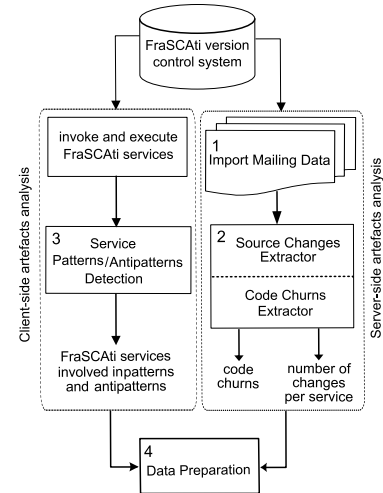 FraSCAti version
control system
Client-side artefacts analysis
invoke and execute
FraSCAti services
3
Service
Patterns/Antipatterns
Detection
FraSCAti services
involved inpatterns
and antipatterns
Server-side artefacts analysis
1
Import Mailing Data
2
Source Changes
Extractor
Code Churns
Extractor
code
churns
number of
changes
per service
4
Data Preparation